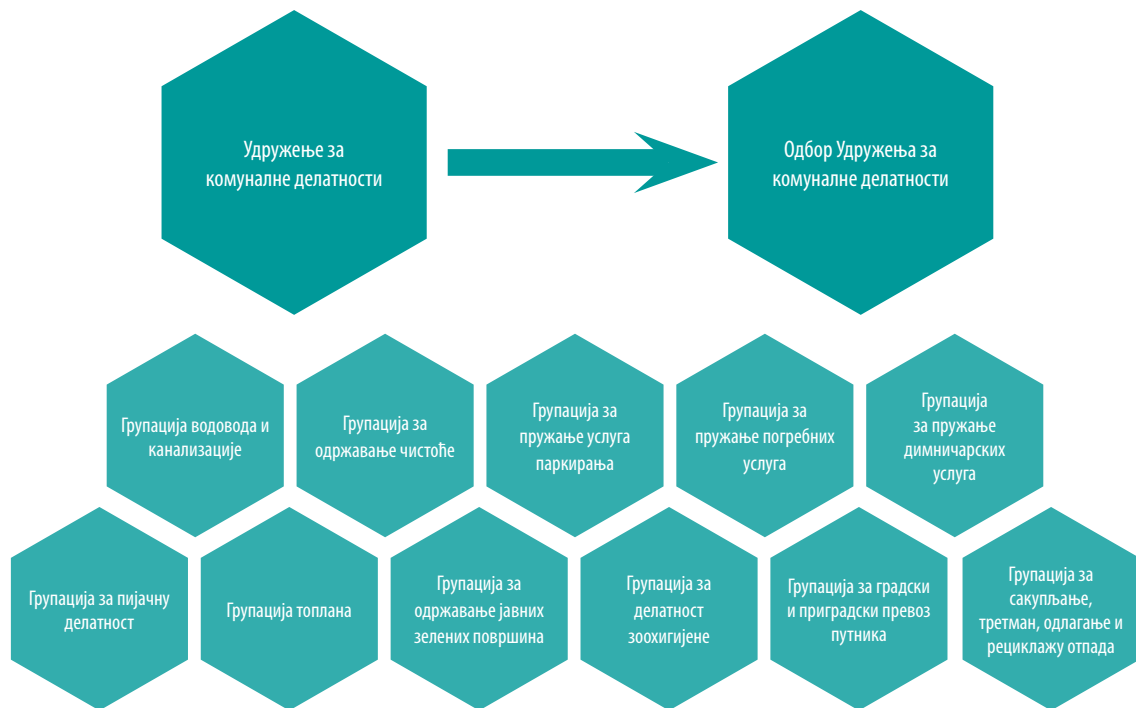 Удружење за
комуналне делатности
Одбор Удружења за
комуналне делатности
Групација водовода и
канализације
Групација за
одржавање чистоће
Групација за
пружање услуга
паркирања
Групација за
пружање погребних
услуга
Групација
за пружање
димничарских
услуга
Групација за пијачну
делатност
Групација топлана
Групација за
одржавање јавних
зелених површина
Групација за
делатност
зоохигијене
Групација за градски
и приградски превоз
путника
Групација за
сакупљање,
третман, одлагање и
рециклажу отпада